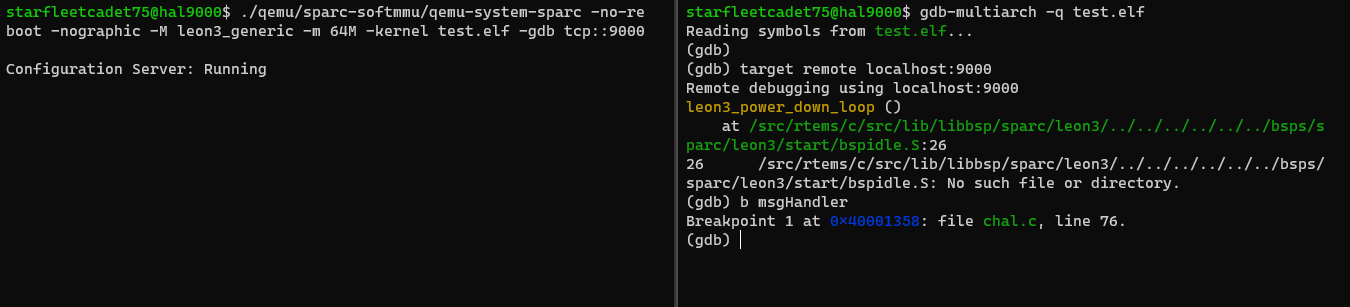 starfleetcadet75@hal9000$ ./qemu/sparc-softmmu/qemu-system-sparc -no-re
boot -nographic -M leon3_generic -m 64M -kernel test.elf -gdb tcp::9000
Configuration Server: Running
starfleetcadet75@hal9000$ gdb-multiarch -q test.elf
Reading symbols from test.elf...
(gdb)
(gdb) target remote localhost:9000
Remote debugging using localhost:9000
leon3_power_down_loop ()
    at /src/rtems/c/src/lib/libbsp/sparc/leon3/../../../../../../bsps/s
parc/leon3/start/bspidle.S:26
26      /src/rtems/c/src/lib/libbsp/sparc/leon3/../../../../../../bsps/
sparc/leon3/start/bspidle.S: No such file or directory.
(gdb) b msgHandler
Breakpoint 1 at 0x40001358: file chal.c, line 76.
(gdb)